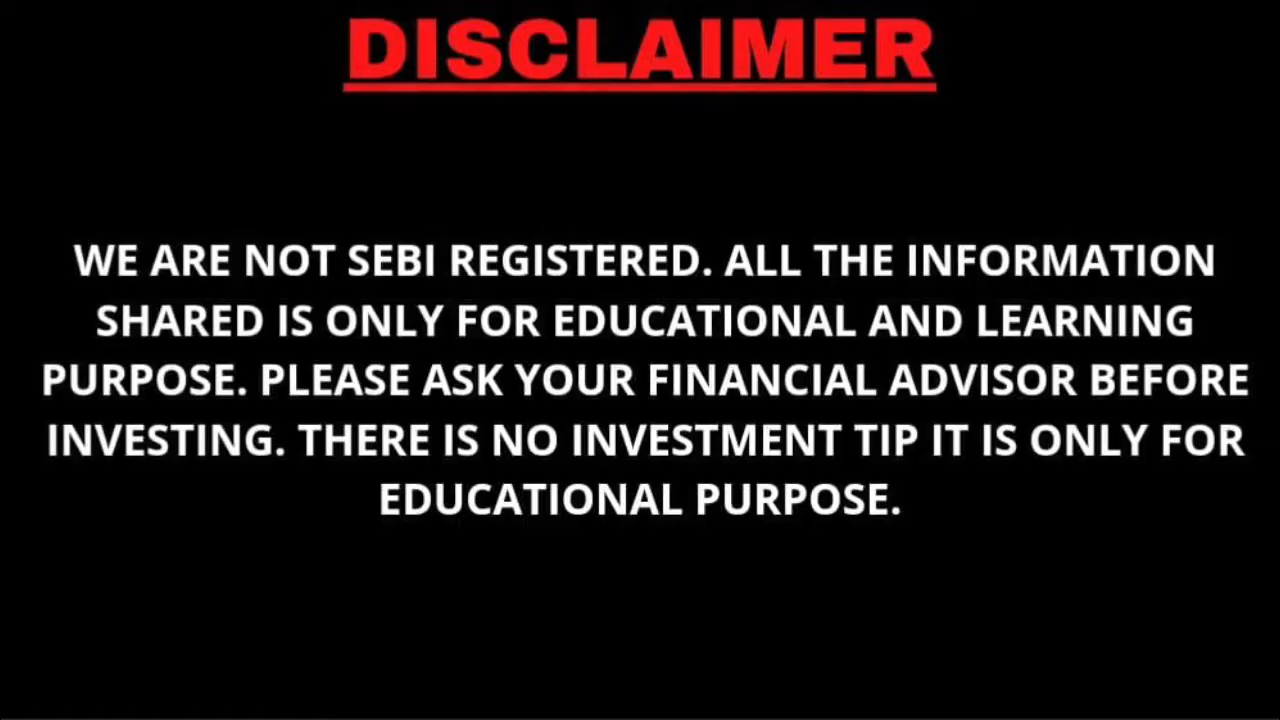 DISCLAIMER
WE ARE NOT SEBI REGISTERED. ALL THE INFORMATION
SHARED IS ONLY FOR EDUCATIONAL AND LEARNING
PURPOSE. PLEASE ASK YOUR FINANCIAL ADVISOR BEFORE
INVESTING. THERE IS NO INVESTMENT TIP IT IS ONLY FOR
EDUCATIONAL PURPOSE.